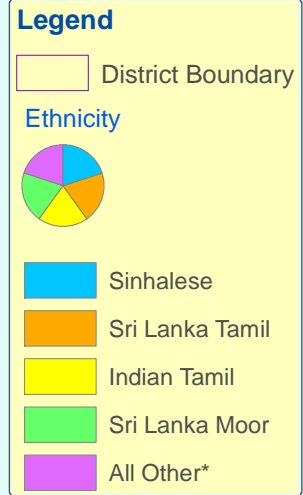 Legend
District Boundary
Ethnicity
Sinhalese
Sri Lanka Tamil
Indian Tamil
Sri Lanka Moor
All Other*